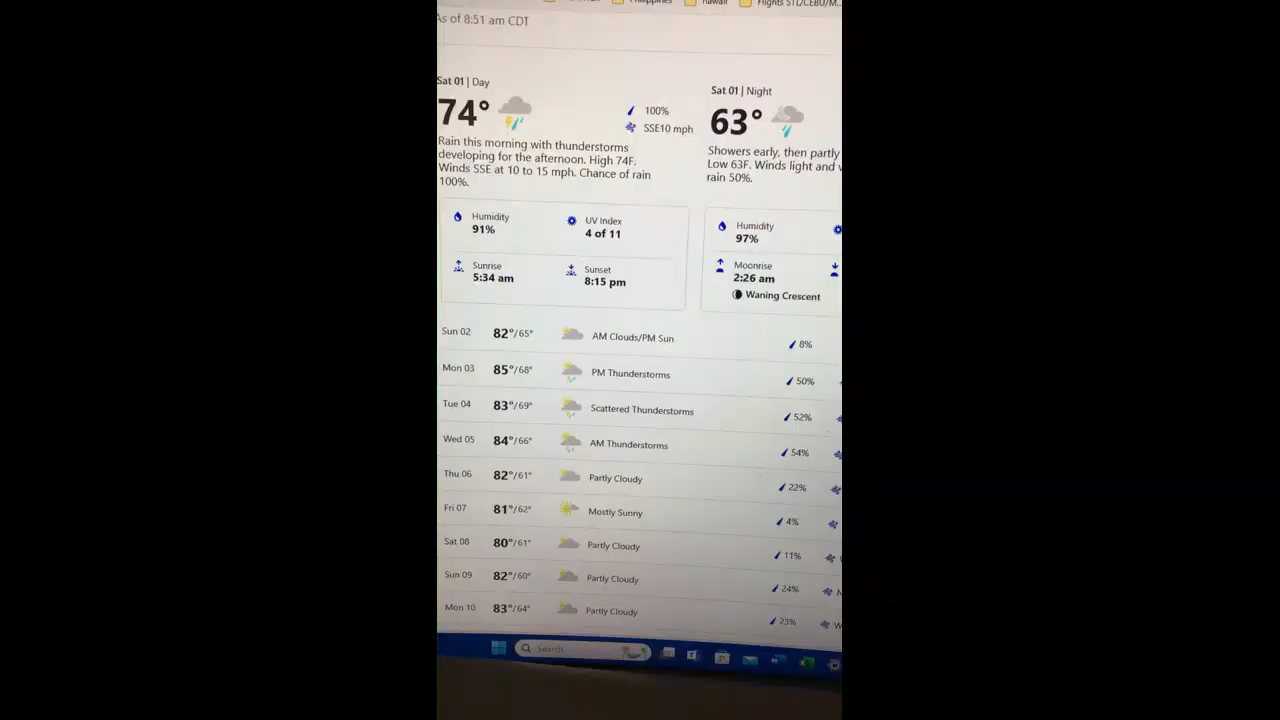 Philippines
Hawaii
Flights STL/CEBU/M...
As of 8:51 am CDT
Sat 01 | Day
74°
100%
SSE10 mph
Rain this morning with thunderstorms
developing for the afternoon. High 74F.
Winds SSE at 10 to 15 mph. Chance of rain
100%.
Humidity
91%
UV Index
4 of 11
Sunrise
5:34 am
Sunset
8:15 pm
Sat 01 | Night
63°
Showers early, then partly
Low 63F. Winds light and v
rain 50%.
Humidity
97%
Moonrise
2:26 am
Waning Crescent
Sun 02 82°/65° AM Clouds/PM Sun 8%
Mon 03 85°/68° PM Thunderstorms 50%
Tue 04 83°/69° Scattered Thunderstorms 52%
Wed 05 84°/66° AM Thunderstorms 54%
Thu 06 82°/61° Partly Cloudy 22%
Fri 07 81°/62° Mostly Sunny 4%
Sat 08 80°/61° Partly Cloudy 11%
Sun 09 82°/60° Partly Cloudy 24% N
Mon 10 83°/64° Partly Cloudy 23% W
Search